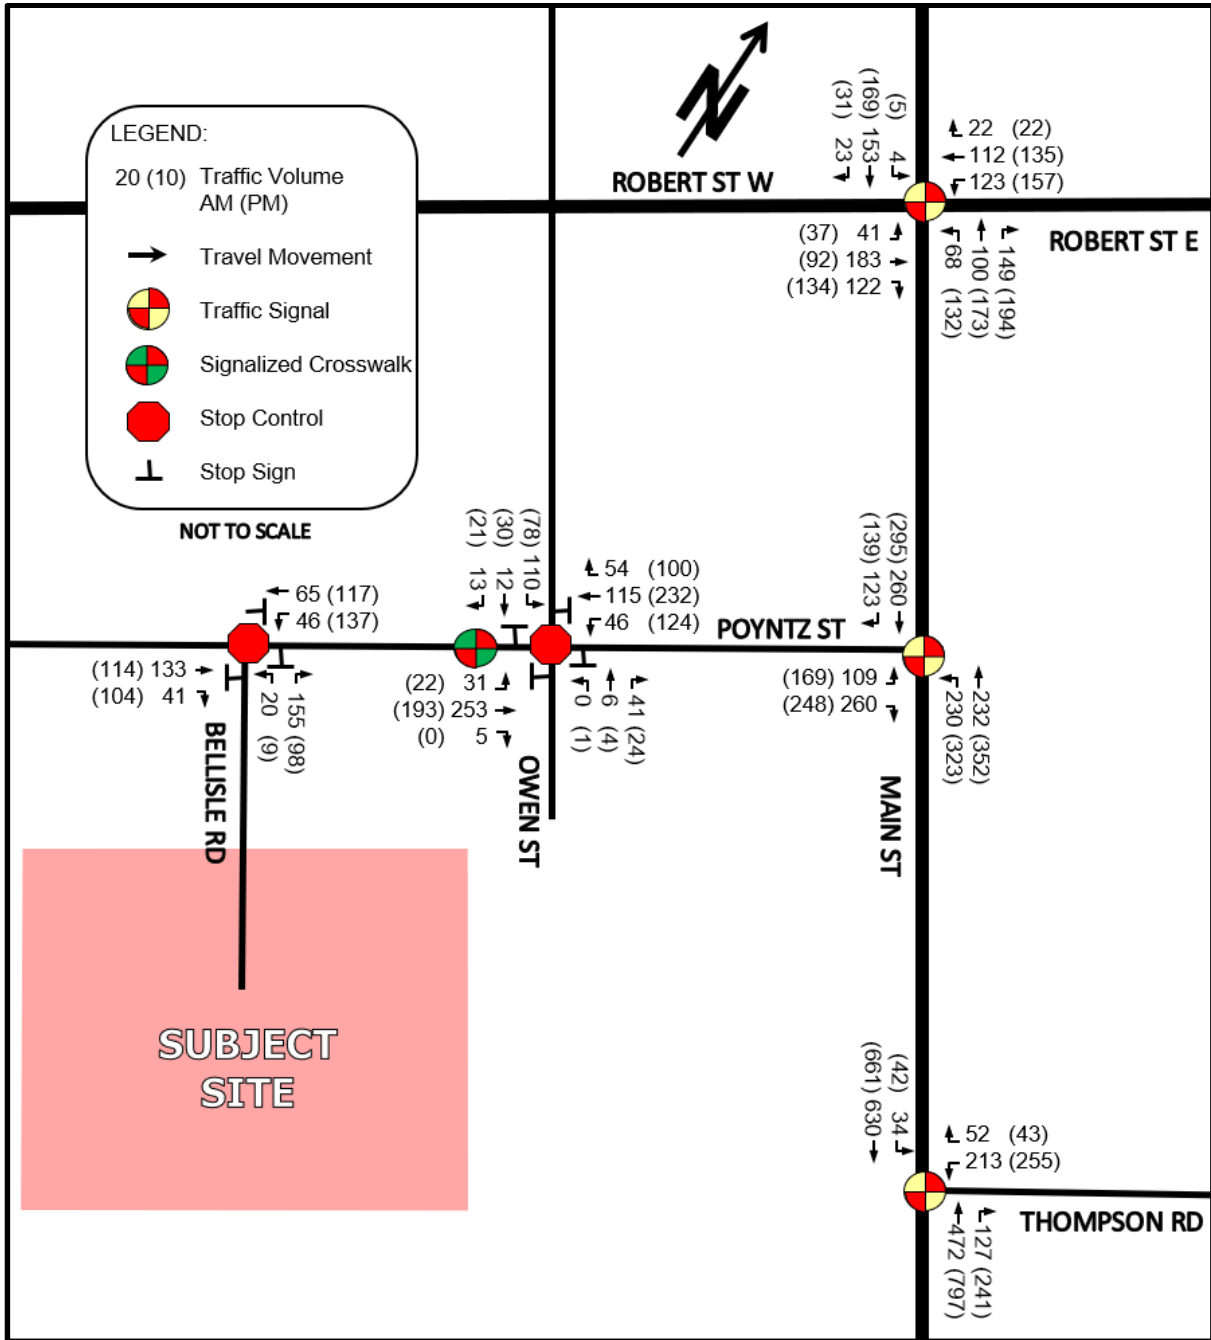 LEGEND:
20 (10) Traffic Volume
AM (PM)
Travel Movement
Traffic Signal
Signalized Crosswalk
Stop Control
Stop Sign
NOT TO SCALE
N
ROBERT ST W
(31) 23
(169) 153
(5) 4
22 (22)
112 (135)
123 (157)
ROBERT ST E
(37) 41
(92) 183
(134) 122
68 (132)
100 (173)
149 (194)
65 (117)
46 (137)
(114) 133
(104) 41
20 (9)
155 (98)
BELLISLE RD
(21) 13
(30) 12
(78) 110
54 (100)
115 (232)
46 (124)
(22) 31
(193) 253
(0) 5
0 (1)
6 (4)
41 (24)
OWEN ST
POYNTZ ST
(139) 123
(295) 260
(169) 109
(248) 260
230 (323)
232 (352)
MAIN ST
SUBJECT
SITE
(661) 630
(42) 34
52 (43)
213 (255)
THOMPSON RD
472 (797)
127 (241)